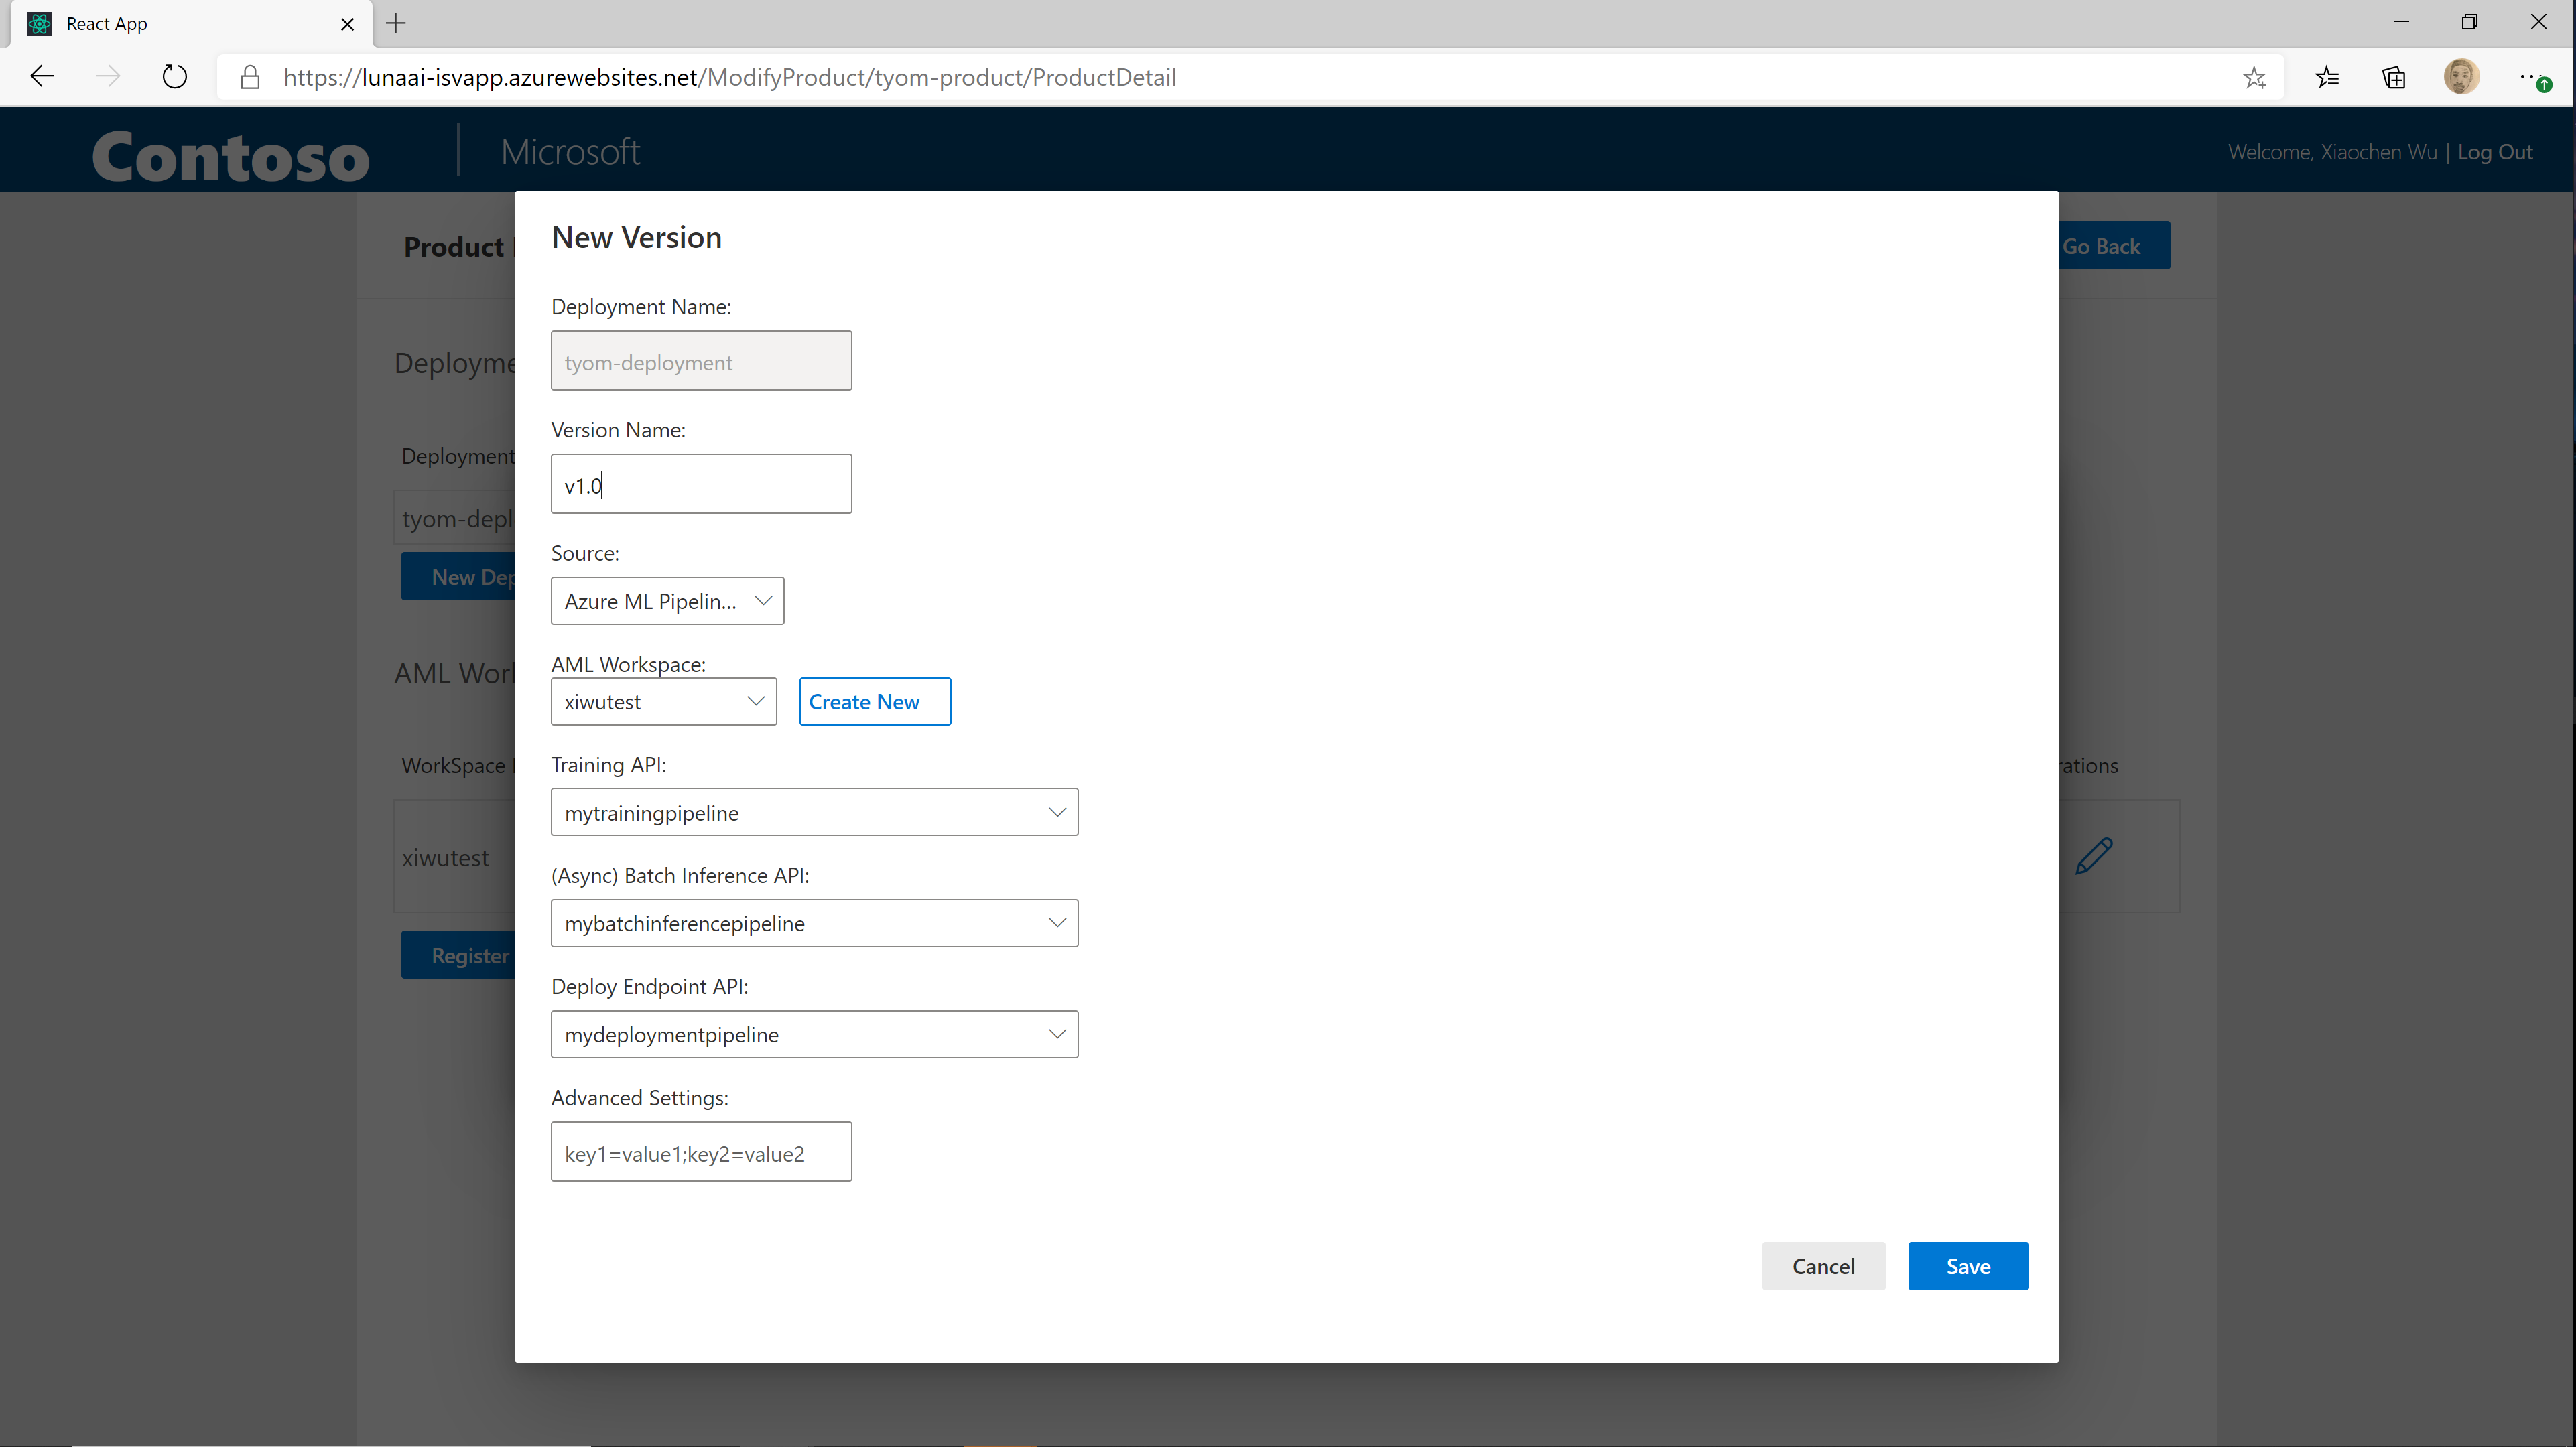 React App
https://lunaai-isvapp.azurewebsites.net/ModifyProduct/tyom-product/ProductDetail
Contoso
Microsoft
Welcome, Xiaochen Wu | Log Out
Product
Go Back
New Version
Deployment Name:
tyom-deployment
Deployme
Version Name:
Deployment
v1.0
tyom-depl
Source:
New Dep
Azure ML Pipelin...
AML Workspace:
AML Wor
xiwutest
Create New
Training API:
WorkSpace
rations
mytrainingpipeline
xiwutest
(Async) Batch Inference API:
mybatchinferencepipeline
Register
Deploy Endpoint API:
mydeploymentpipeline
Advanced Settings:
key1=value1;key2=value2
Cancel
Save